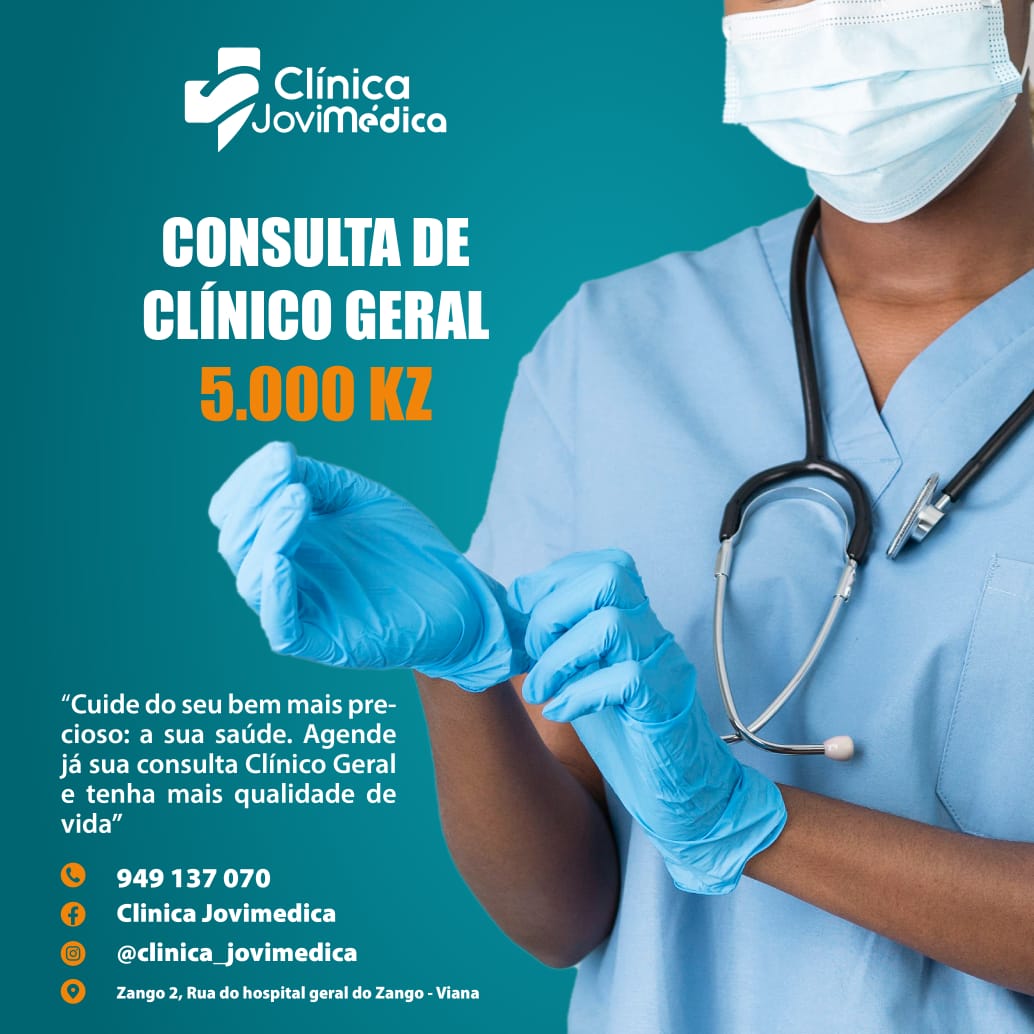 Clínica
JoviMédica
CONSULTA DE
CLÍNICO GERAL
5.000 KZ
“Cuide do seu bem mais pre-
cioso: a sua saúde. Agende
já sua consulta Clínico Geral
e tenha mais qualidade de
vida”
949 137 070
Clinica Jovimedica
@clinica_jovimedica
Zango 2, Rua do hospital geral do Zango - Viana